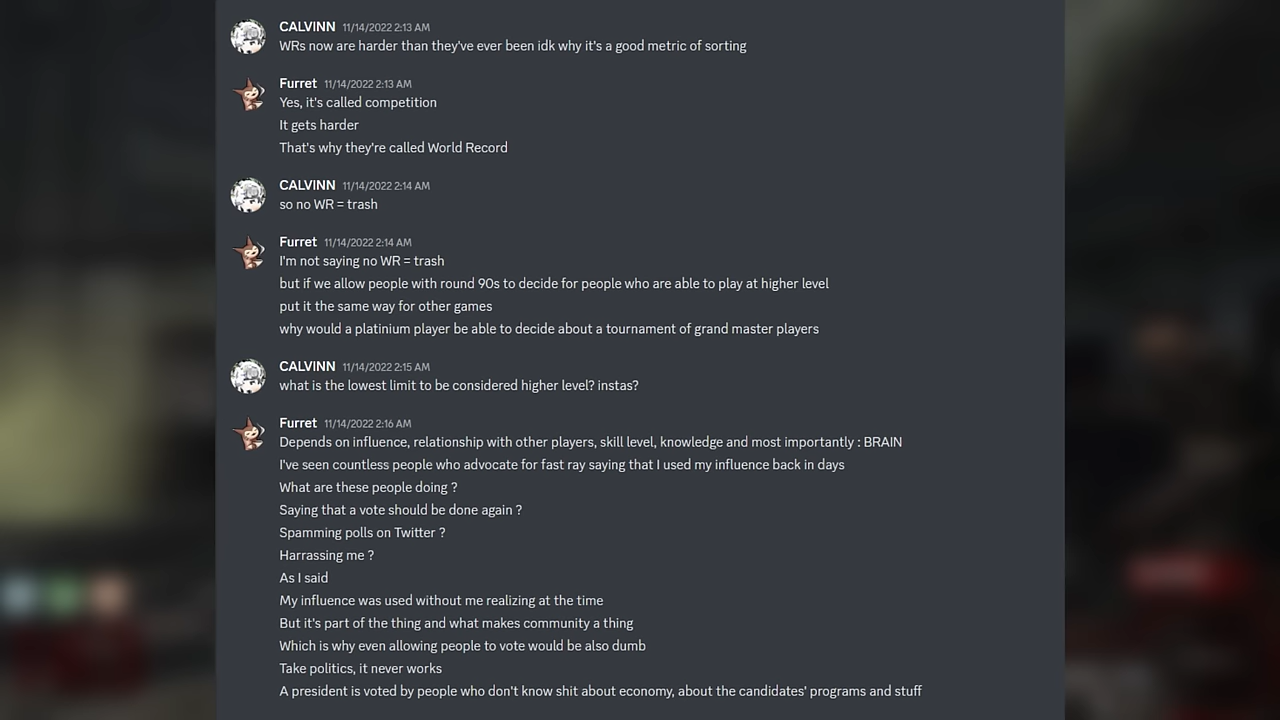 CALVINN 11/14/2022 2:13 AM
WRs now are harder than they've ever been idk why it's a good metric of sorting
Furret 11/14/2022 2:13 AM
Yes, it's called competition
It gets harder
That's why they're called World Record
CALVINN 11/14/2022 2:14 AM
so no WR = trash
Furret 11/14/2022 2:14 AM
I'm not saying no WR = trash
but if we allow people with round 90s to decide for people who are able to play at higher level
put it the same way for other games
why would a platinium player be able to decide about a tournament of grand master players
CALVINN 11/14/2022 2:15 AM
what is the lowest limit to be considered higher level? instas?
Furret 11/14/2022 2:16 AM
Depends on influence, relationship with other players, skill level, knowledge and most importantly : BRAIN
I've seen countless people who advocate for fast ray saying that I used my influence back in days
What are these people doing ?
Saying that a vote should be done again ?
Spamming polls on Twitter ?
Harrassing me ?
As I said
My influence was used without me realizing at the time
But it's part of the thing and what makes community a thing
Which is why even allowing people to vote would be also dumb
Take politics, it never works
A president is voted by people who don't know shit about economy, about the candidates' programs and stuff